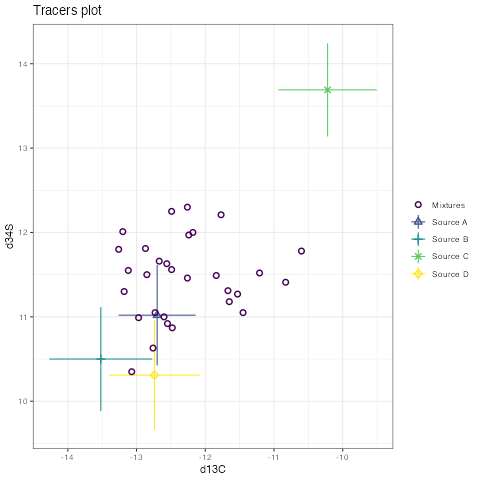 Tracers plot
14
13
12
11
10
d34S
-14
-13
-12
-11
-10
d13C
Mixtures
Source A
Source B
Source C
Source D